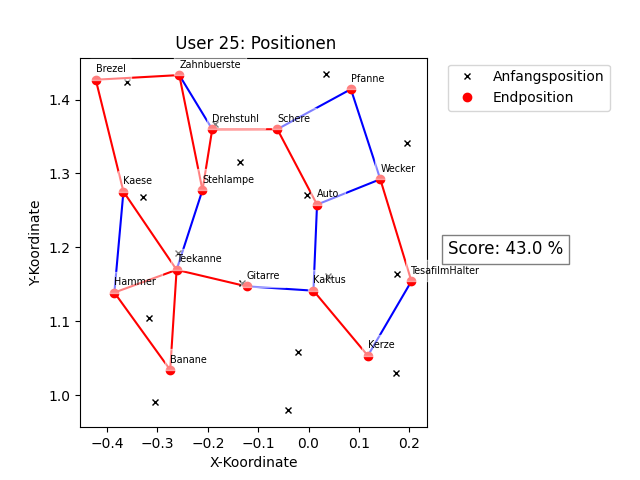 User 25: Positionen
Anfangsposition
Endposition
Score: 43.0 %
Y-Koordinate
1.4
1.3
1.2
1.1
1.0
Brezel
Zahnbuerste
Pfanne
Drehstuhl
Schere
Kaese
Stehlampe
Auto
Wecker
Teekanne
Hammer
Gitarre
Kaktus
TesafilmHalter
Banane
Kerze
−0.4
−0.3
−0.2
−0.1
0.0
0.1
0.2
X-Koordinate